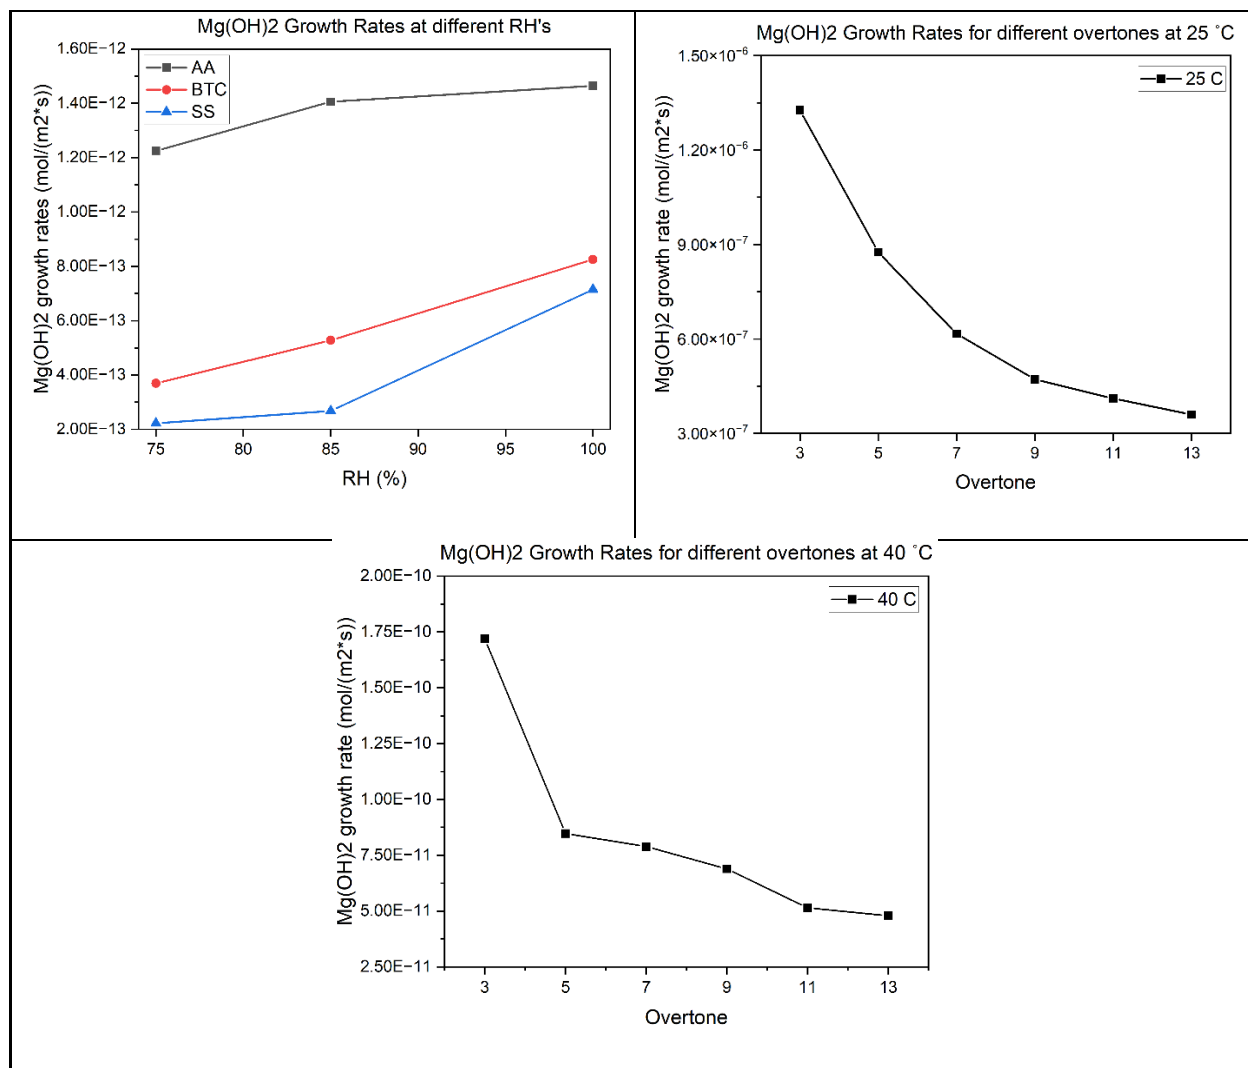 Mg(OH)2 Growth Rates at different RH's
Mg(OH)2 growth rates (mol/(m2*s))
1.60E−12
1.40E−12
1.20E−12
1.00E−12
8.00E−13
6.00E−13
4.00E−13
2.00E−13
AA
BTC
SS
75 80 85 90 95 100
RH (%)
Mg(OH)2 Growth Rates for different overtones at 25 ˚C
Mg(OH)2 growth rate (mol/(m2*s))
1.50×10⁻⁶
1.20×10⁻⁶
9.00×10⁻⁷
6.00×10⁻⁷
3.00×10⁻⁷
25 C
3 5 7 9 11 13
Overtone
Mg(OH)2 Growth Rates for different overtones at 40 ˚C
Mg(OH)2 growth rate (mol/(m2*s))
2.00E−10
1.75E−10
1.50E−10
1.25E−10
1.00E−10
7.50E−11
5.00E−11
2.50E−11
40 C
3 5 7 9 11 13
Overtone